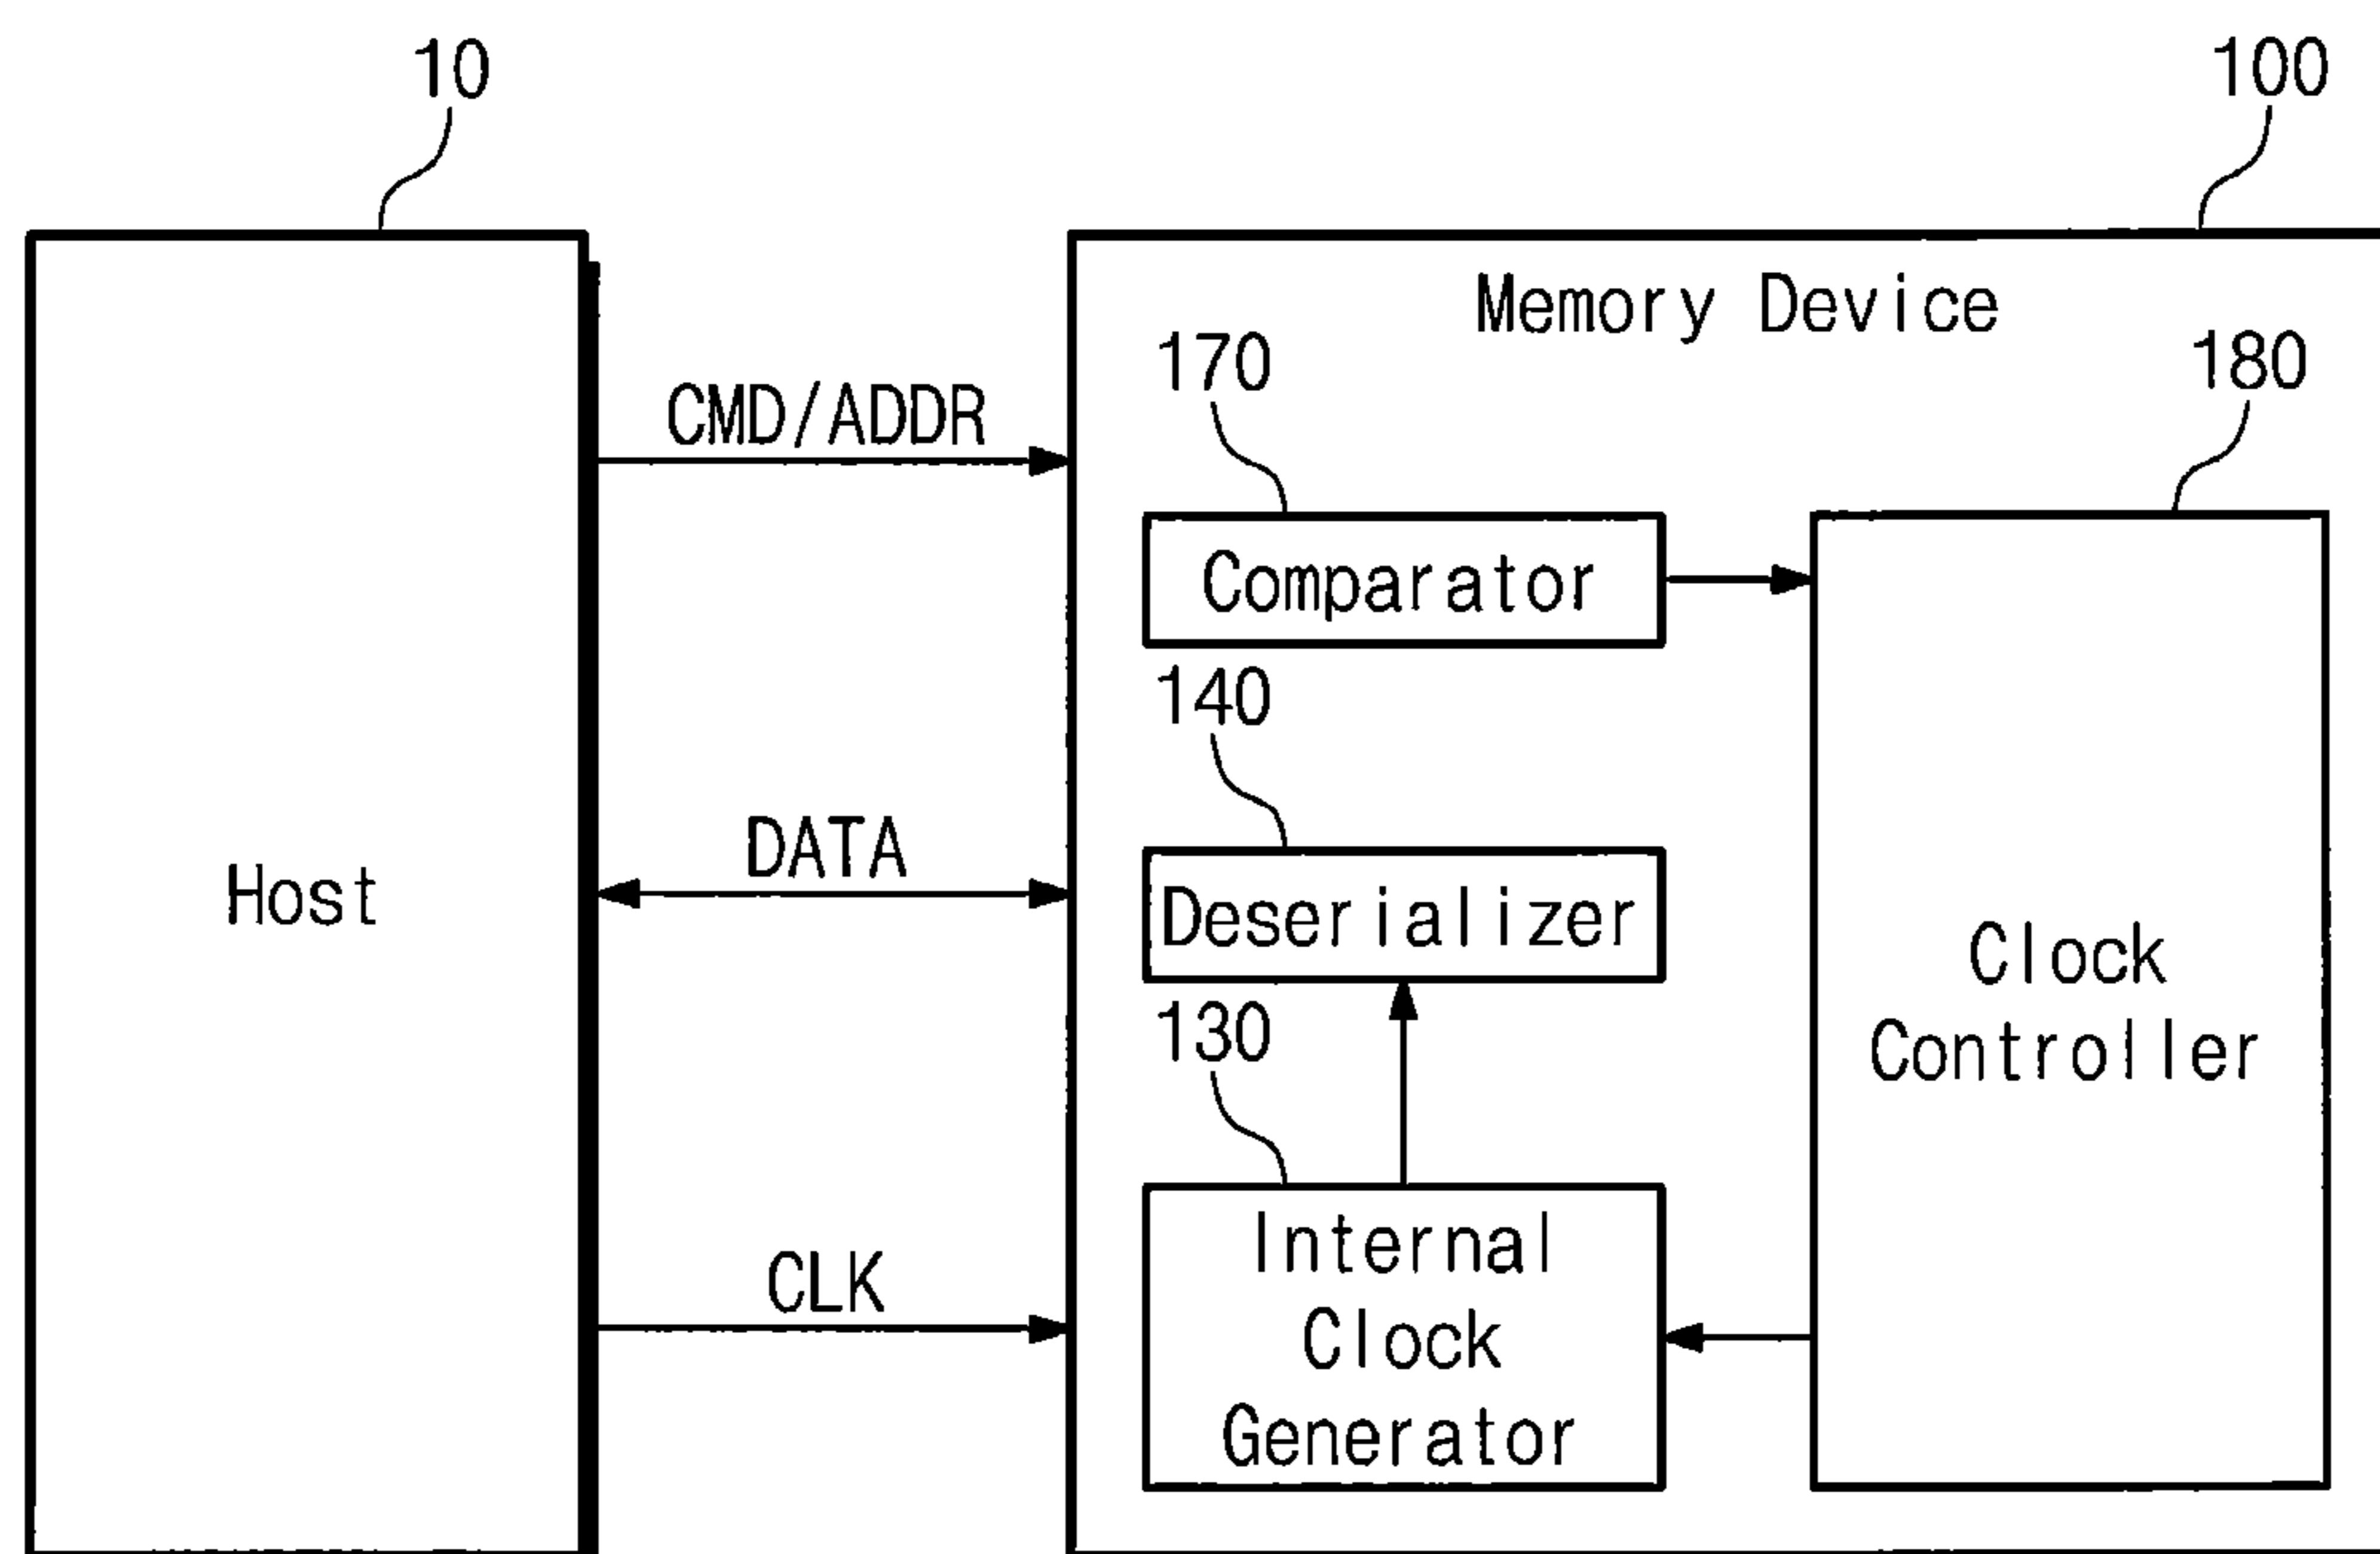 10
100
Memory Device
170
180
CMD/ADDR
Comparator
140
DATA
Host
Deserializer
Clock
Controller
130
Internal
Clock
Generator
CLK